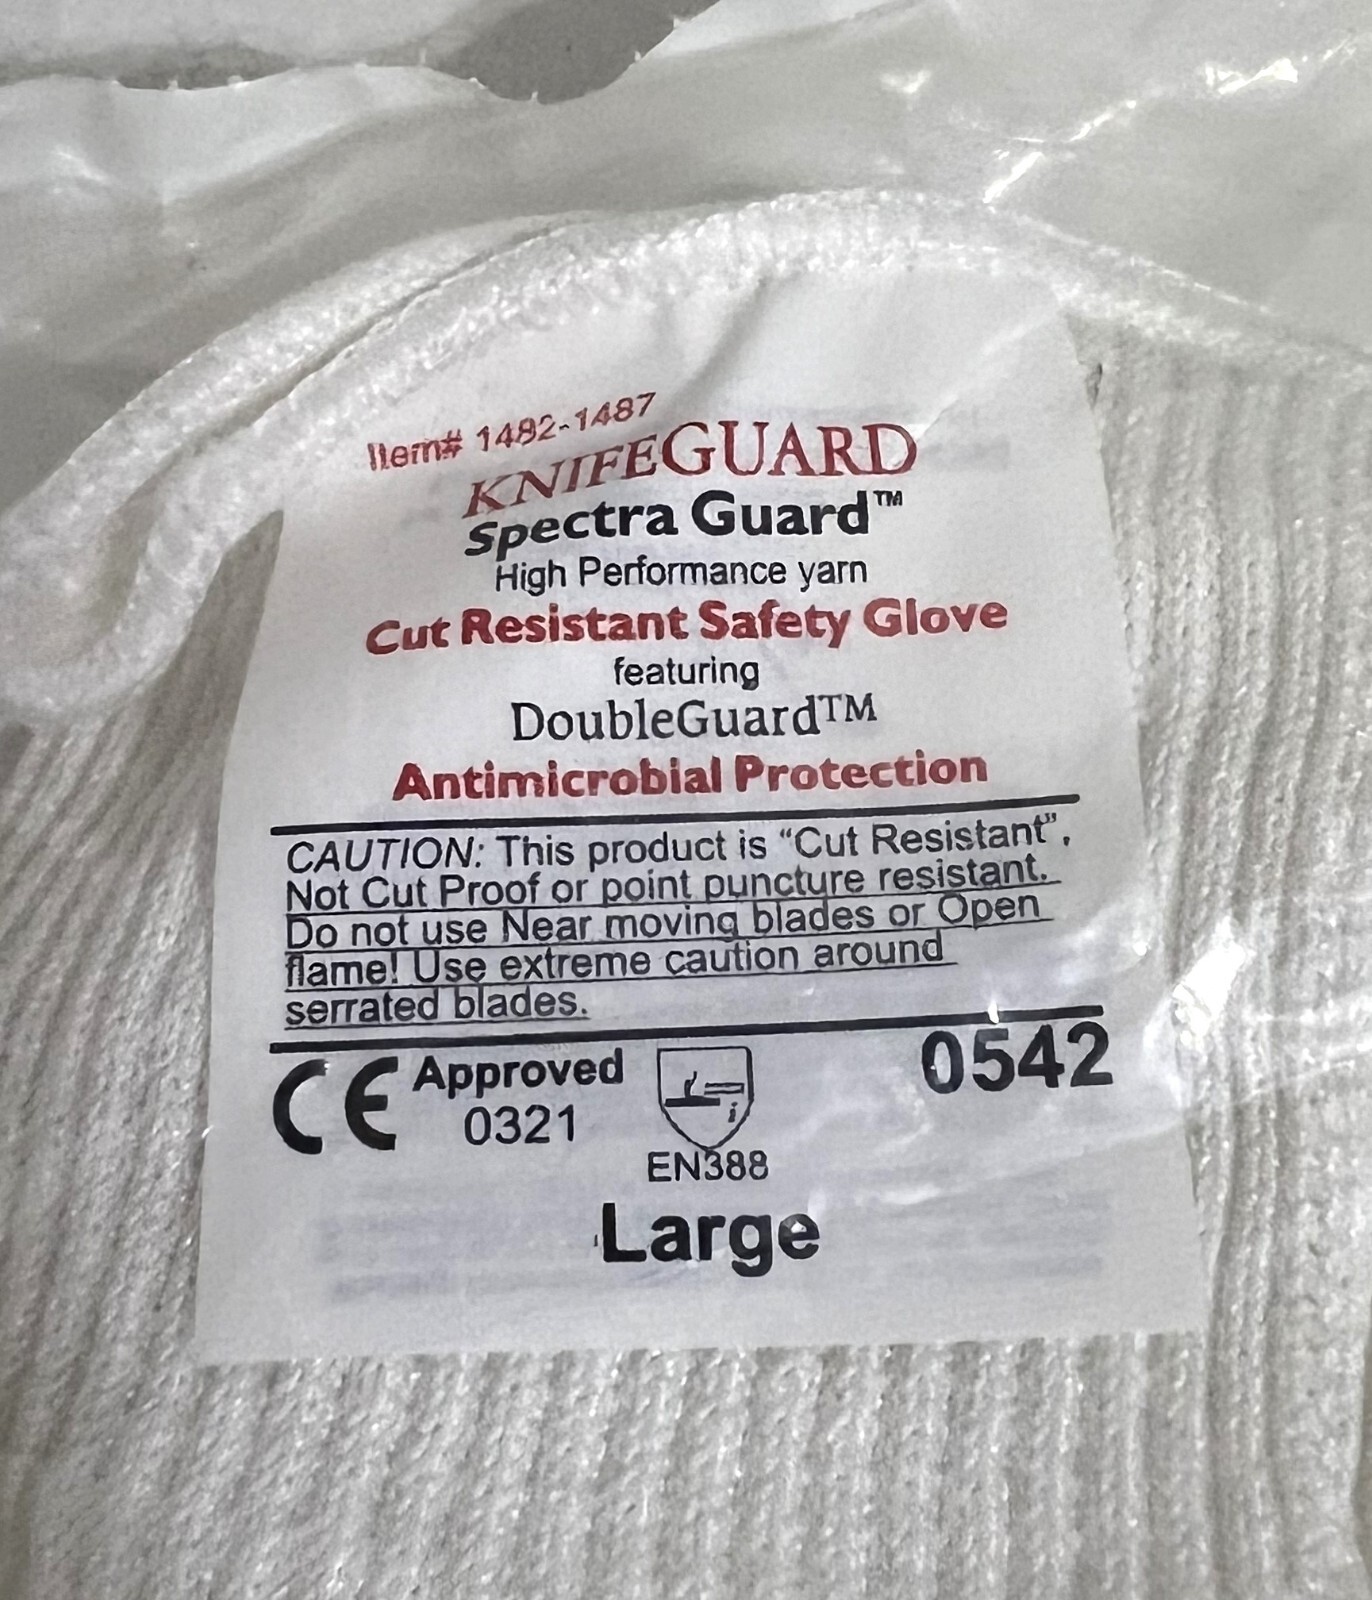 Item# 1482-1487
KNIFEGUARD
Spectra Guard™
High Performance yarn
Cut Resistant Safety Glove
featuring
DoubleGuard™
Antimicrobial Protection
CAUTION: This product is “Cut Resistant”,
Not Cut Proof or point puncture resistant.
Do not use Near moving blades or Open
flame! Use extreme caution around
serrated blades.
CE Approved 0542
0321
i
EN388
Large